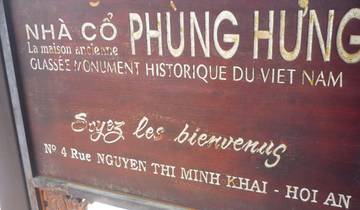 NHÀ CỔ PHÙNG HƯNG
La maison ancienne
GLASSÉE MONUMENT HISTORIQUE DU VIET NAM
Soyez les bienvenus
Nº 4 Rue NGUYEN THI MINH KHAI - HOI AN